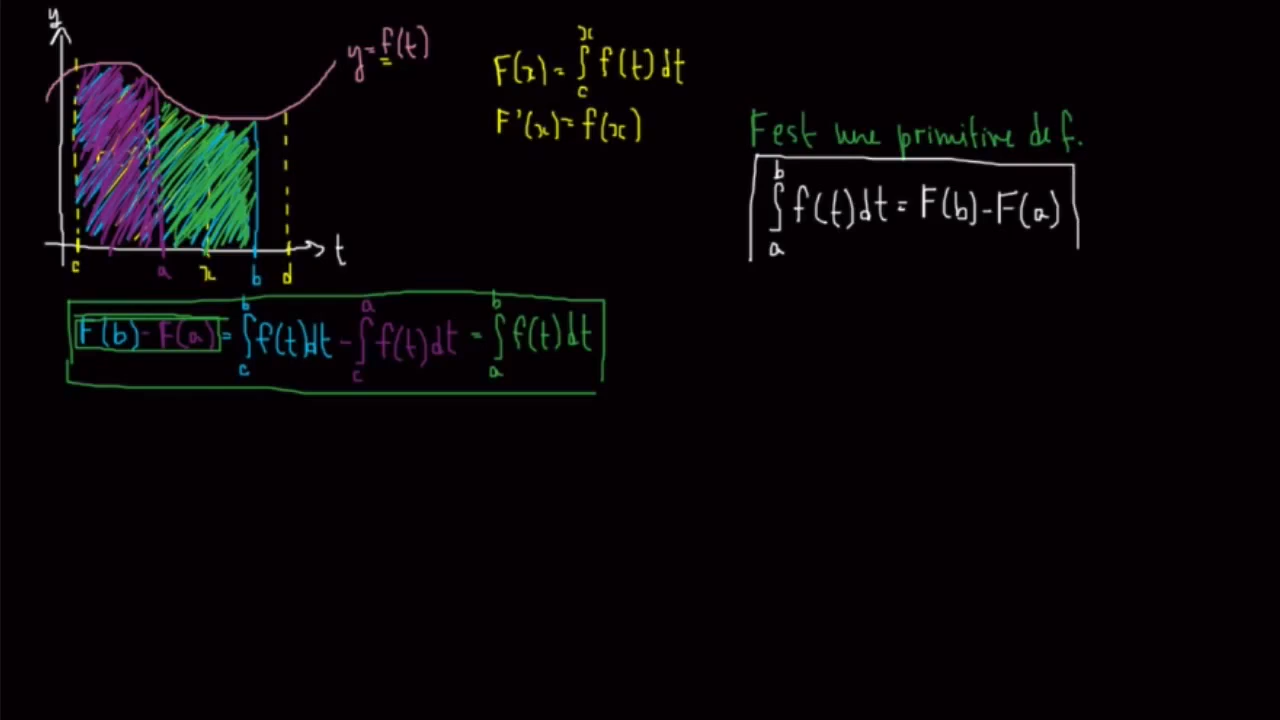 y
y = f(t)
c a x b d t
F(x) = ∫_c^x f(t) dt
F'(x) = f(x)
F est une primitive de f.
∫_a^b f(t) dt = F(b) - F(a)
F(b) - F(a) = ∫_c^b f(t) dt - ∫_c^a f(t) dt = ∫_a^b f(t) dt